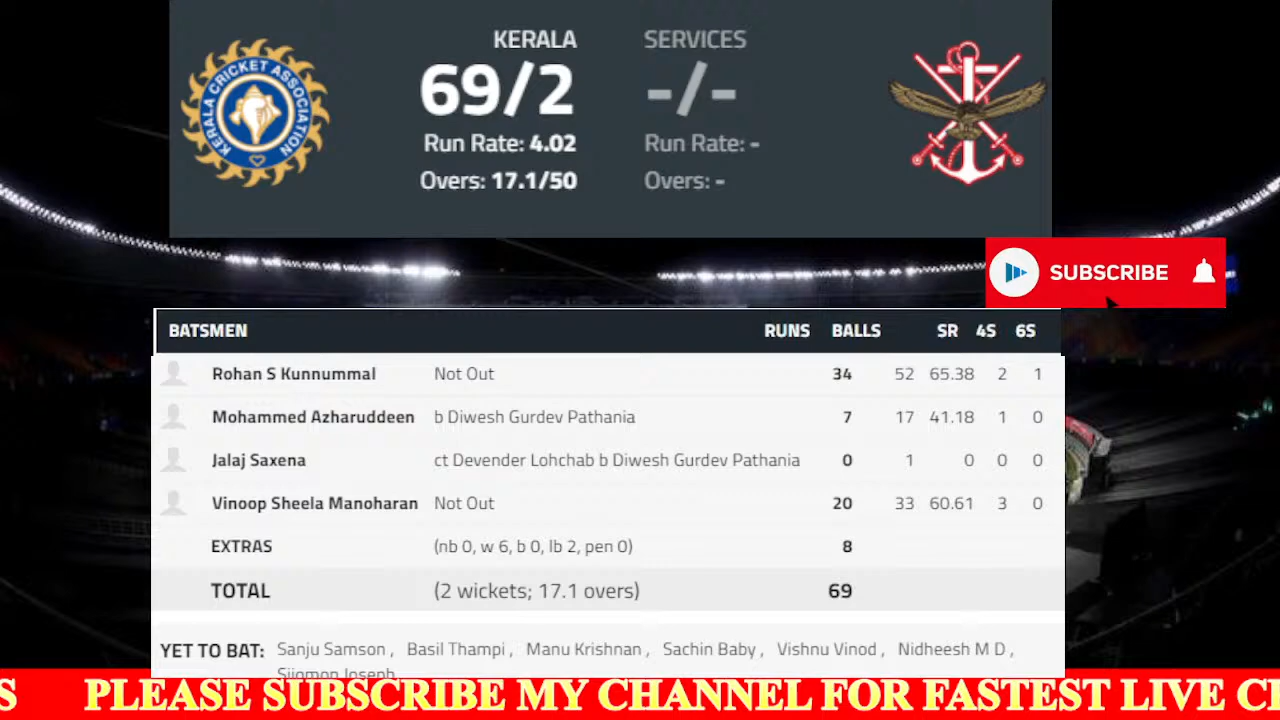 KERALA CRICKET ASSOCIATION
KERALA
69/2
Run Rate: 4.02
Overs: 17.1/50
SERVICES
-/-
Run Rate: -
Overs: -
SUBSCRIBE
BATSMEN RUNS BALLS SR 4S 6S
Rohan S Kunnummal Not Out 34 52 65.38 2 1
Mohammed Azharuddeen b Diwesh Gurdev Pathania 7 17 41.18 1 0
Jalaj Saxena ct Devender Lohchab b Diwesh Gurdev Pathania 0 1 0 0 0
Vinoop Sheela Manoharan Not Out 20 33 60.61 3 0
EXTRAS (nb 0, w 6, b 0, lb 2, pen 0) 8
TOTAL (2 wickets; 17.1 overs) 69
YET TO BAT: Sanju Samson , Basil Thampi , Manu Krishnan , Sachin Baby , Vishnu Vinod , Nidheesh M D ,
Sijomon Joseph
S PLEASE SUBSCRIBE MY CHANNEL FOR FASTEST LIVE